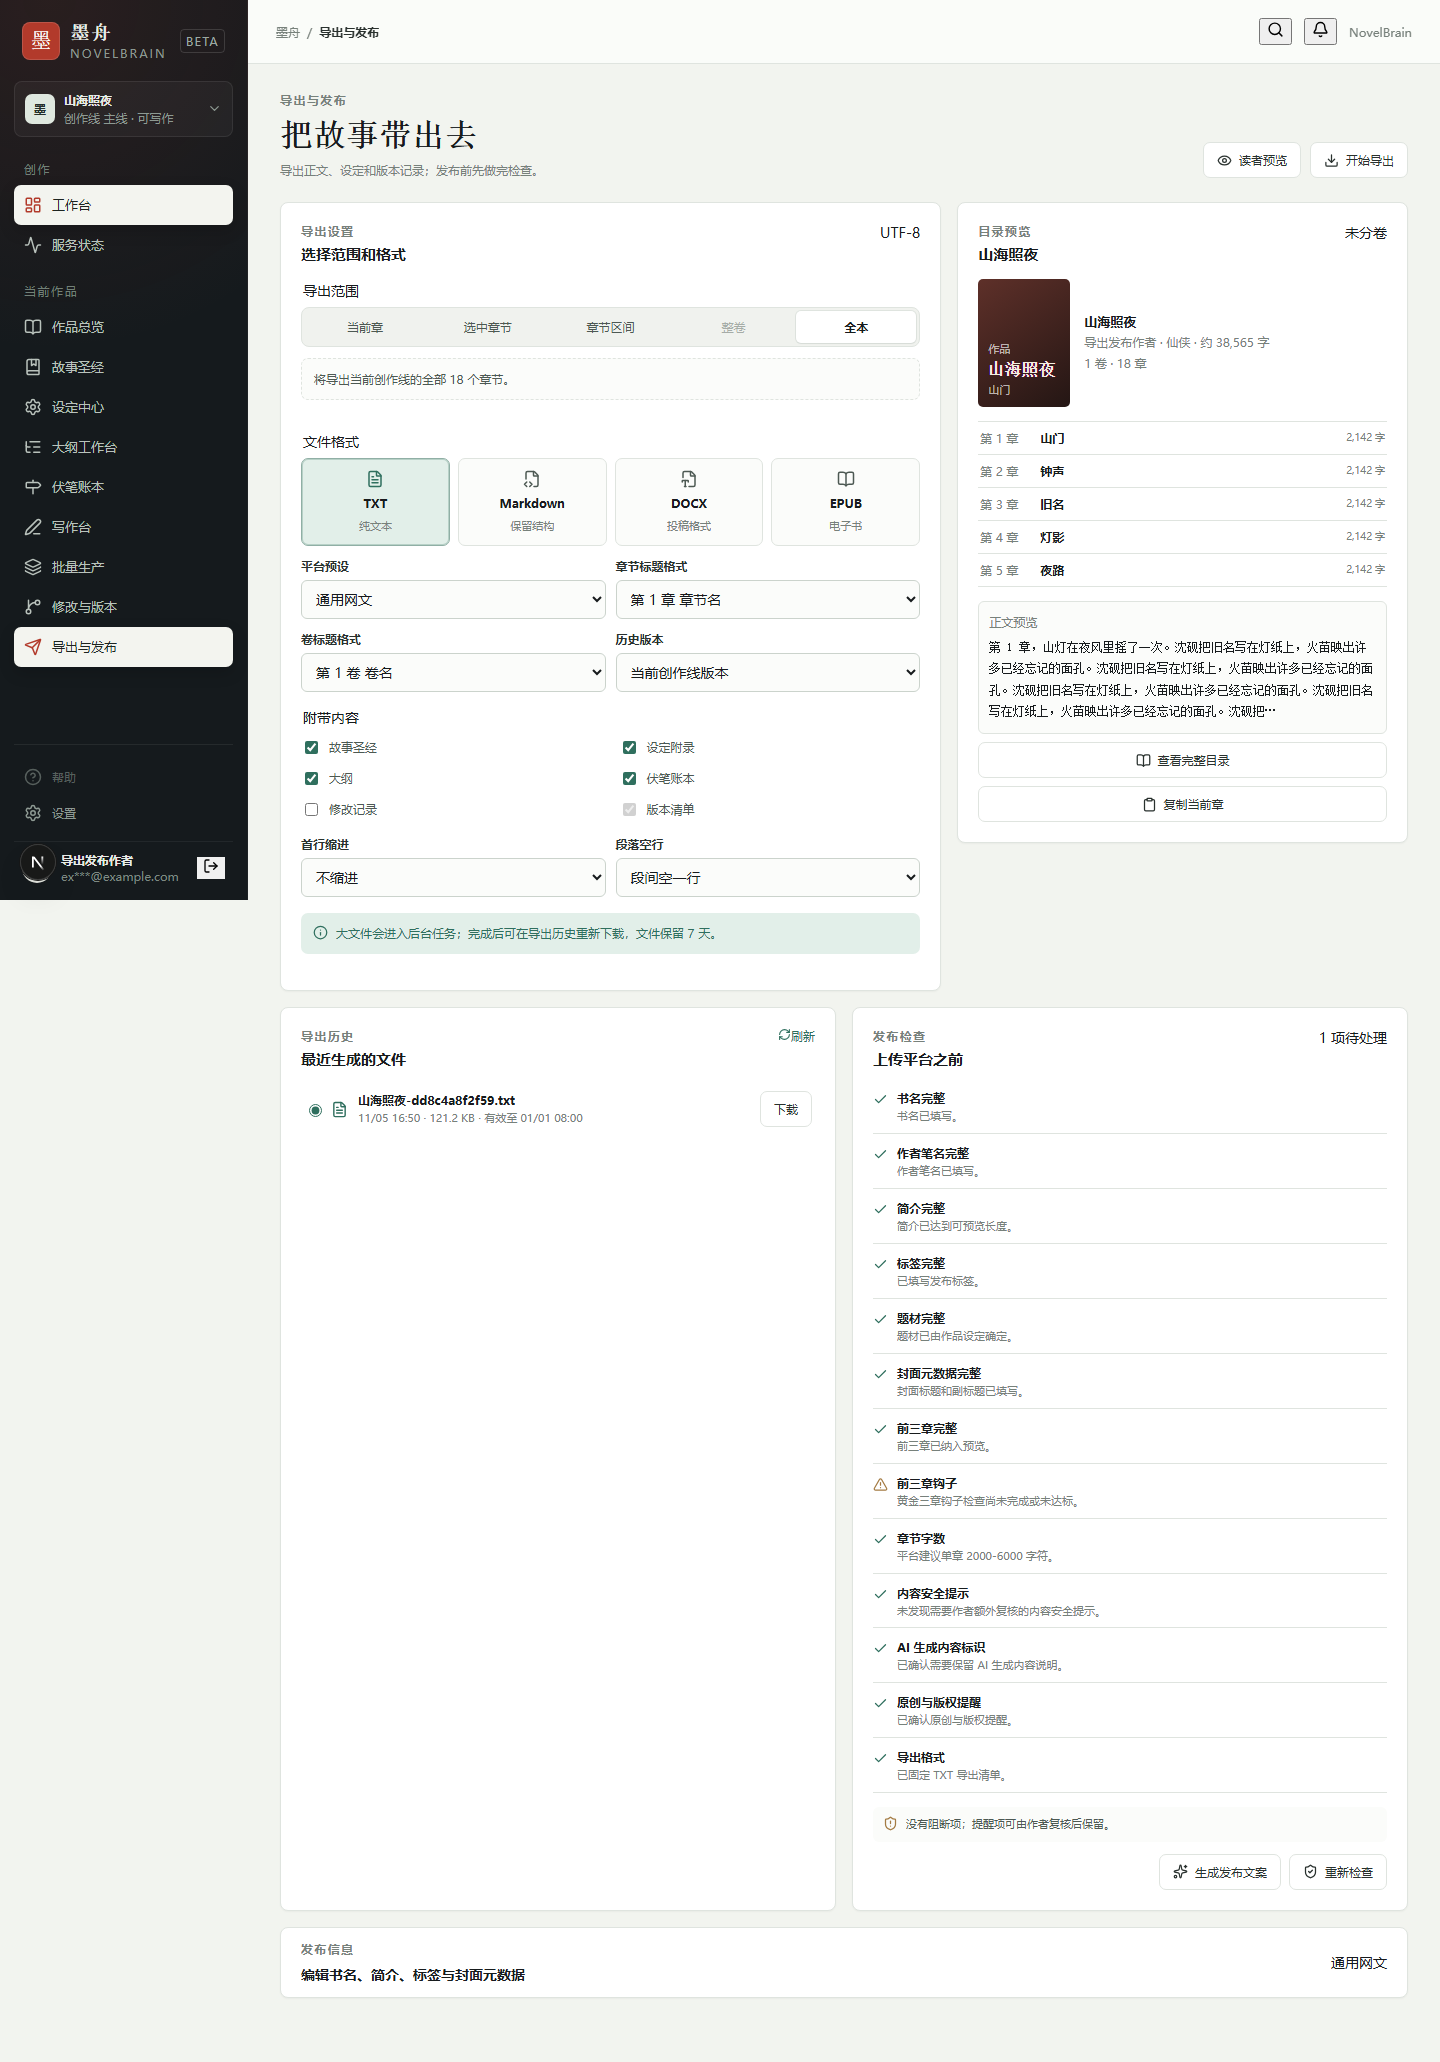 墨
墨舟
NOVELBRAIN
BETA
墨
山海照夜
创作线 主线 · 可写作
创作
工作台
服务状态
当前作品
作品总览
故事圣经
设定中心
大纲工作台
伏笔账本
写作台
批量生产
修改与版本
导出与发布
帮助
设置
N
导出发布作者
ex***@example.com
墨舟 / 导出与发布
NovelBrain
导出与发布
把故事带出去
导出正文、设定和版本记录；发布前先做完检查。
读者预览
开始导出
导出设置
UTF-8
选择范围和格式
导出范围
当前章
选中章节
章节区间
整卷
全本
将导出当前创作线的全部 18 个章节。
文件格式
TXT
纯文本
Markdown
保留结构
DOCX
投稿格式
EPUB
电子书
平台预设
章节标题格式
通用网文
第 1 章 章节名
卷标题格式
历史版本
第 1 卷 卷名
当前创作线版本
附带内容
故事圣经
设定附录
大纲
伏笔账本
修改记录
版本清单
首行缩进
段落空行
不缩进
段间空一行
大文件会进入后台任务；完成后可在导出历史重新下载，文件保留 7 天。
目录预览
未分卷
山海照夜
作品
山海照夜
山门
山海照夜
导出发布作者 · 仙侠 · 约 38,565 字
1 卷 · 18 章
第 1 章 山门 2,142 字
第 2 章 钟声 2,142 字
第 3 章 旧名 2,142 字
第 4 章 灯影 2,142 字
第 5 章 夜路 2,142 字
正文预览
第 1 章，山灯在夜风里摇了一次。沈砚把旧名写在灯纸上，火苗映出许
多已经忘记的面孔。沈砚把旧名写在灯纸上，火苗映出许多已经忘记的面
孔。沈砚把旧名写在灯纸上，火苗映出许多已经忘记的面孔。沈砚把旧名
写在灯纸上，火苗映出许多已经忘记的面孔。沈砚把…
查看完整目录
复制当前章
导出历史
刷新
最近生成的文件
山海照夜-dd8c4a8f2f59.txt
11/05 16:50 · 121.2 KB · 有效至 01/01 08:00
下载
发布检查
1 项待处理
上传平台之前
书名完整
书名已填写。
作者笔名完整
作者笔名已填写。
简介完整
简介已达到可预览长度。
标签完整
已填写发布标签。
题材完整
题材已由作品设定确定。
封面元数据完整
封面标题和副标题已填写。
前三章完整
前三章已纳入预览。
前三章钩子
黄金三章钩子检查尚未完成或未达标。
章节字数
平台建议单章 2000-6000 字符。
内容安全提示
未发现需要作者额外复核的内容安全提示。
AI 生成内容标识
已确认需要保留 AI 生成内容说明。
原创与版权提醒
已确认原创与版权提醒。
导出格式
已固定 TXT 导出清单。
没有阻断项；提醒项可由作者复核后保留。
生成发布文案
重新检查
发布信息
编辑书名、简介、标签与封面元数据
通用网文